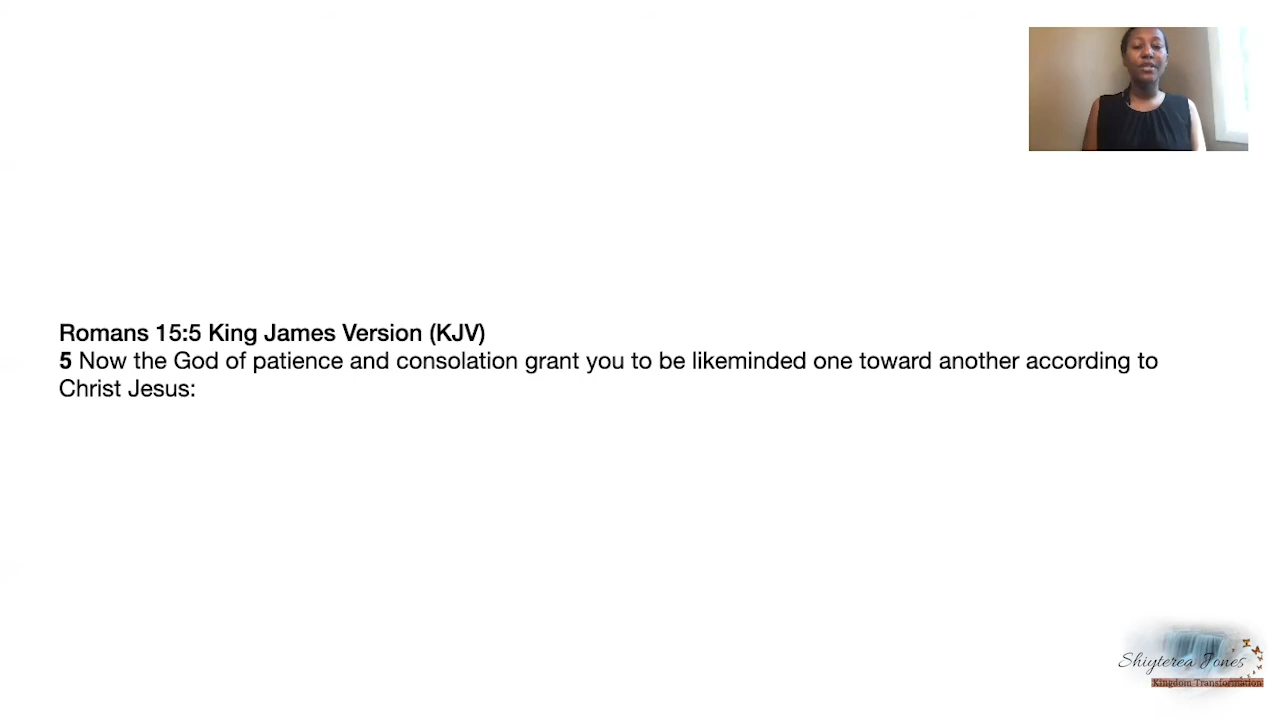 Romans 15:5 King James Version (KJV)
5 Now the God of patience and consolation grant you to be likeminded one toward another according to
Christ Jesus:
Shiyterea Jones
Kingdom Transformation